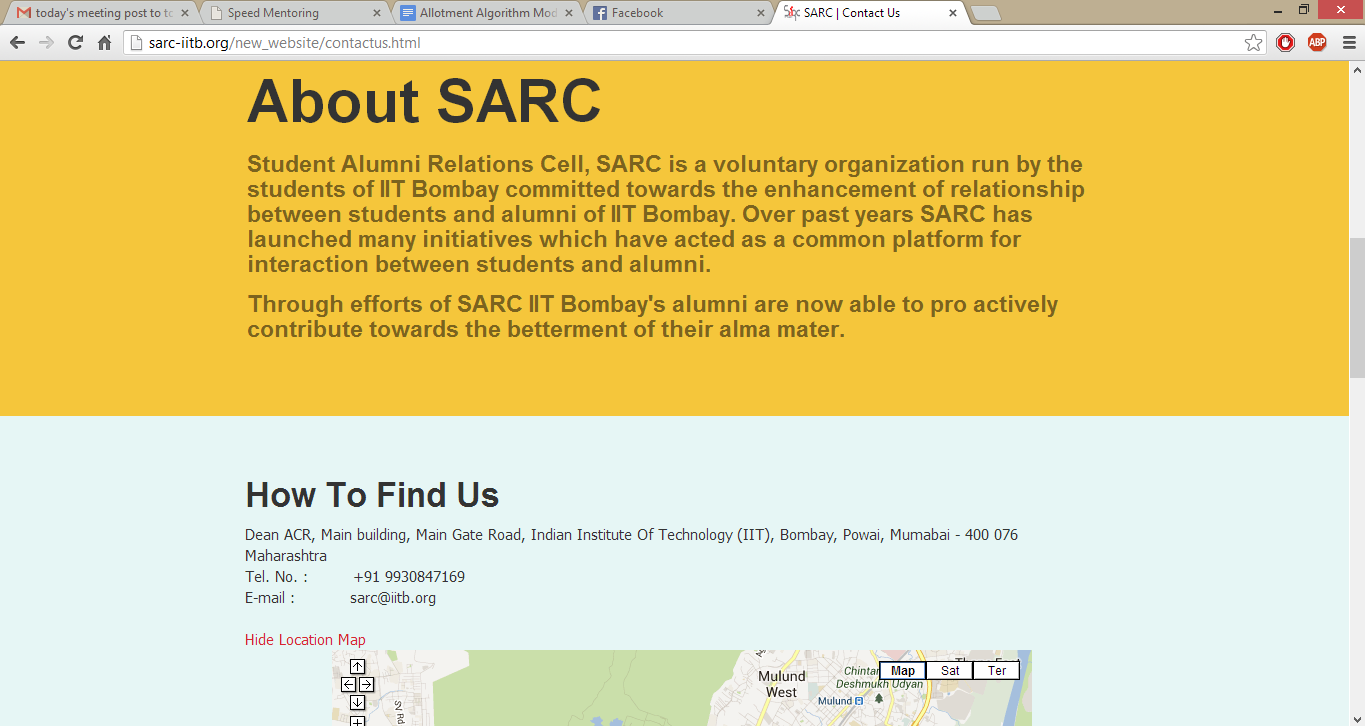 today's meeting post to to
Speed Mentoring
Allotment Algorithm Mod
Facebook
SARC | Contact Us
sarc-iitb.org/new_website/contactus.html
ABP
About SARC
Student Alumni Relations Cell, SARC is a voluntary organization run by the
students of IIT Bombay committed towards the enhancement of relationship
between students and alumni of IIT Bombay. Over past years SARC has
launched many initiatives which have acted as a common platform for
interaction between students and alumni.
Through efforts of SARC IIT Bombay's alumni are now able to pro actively
contribute towards the betterment of their alma mater.
How To Find Us
Dean ACR, Main building, Main Gate Road, Indian Institute Of Technology (IIT), Bombay, Powai, Mumabai - 400 076
Maharashtra
Tel. No. : +91 9930847169
E-mail : sarc@iitb.org
Hide Location Map
Mulund
West
Chintar
Deshmukh Udyan
Mulund
SV Rd
Map Sat Ter